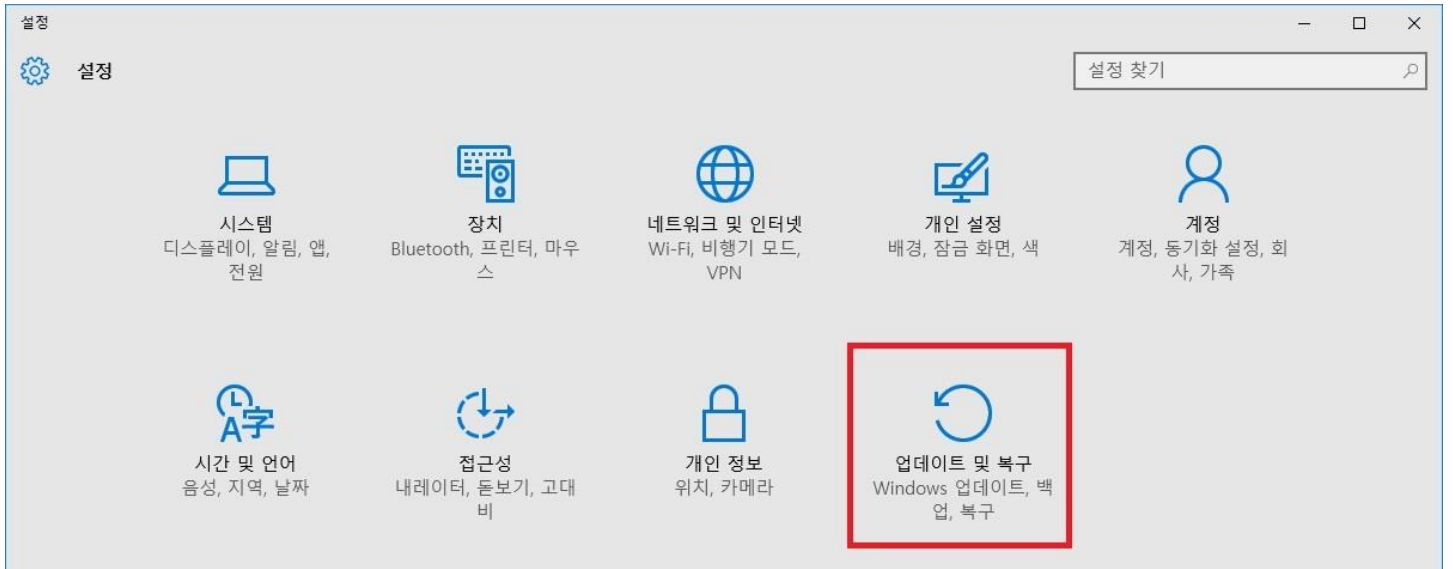 설정
설정
설정 찾기
시스템
디스플레이, 알림, 앱,
전원
장치
Bluetooth, 프린터, 마우
스
네트워크 및 인터넷
Wi-Fi, 비행기 모드,
VPN
개인 설정
배경, 잠금 화면, 색
계정
계정, 동기화 설정, 회
사, 가족
시간 및 언어
음성, 지역, 날짜
접근성
내레이터, 돋보기, 고대
비
개인 정보
위치, 카메라
업데이트 및 복구
Windows 업데이트, 백
업, 복구